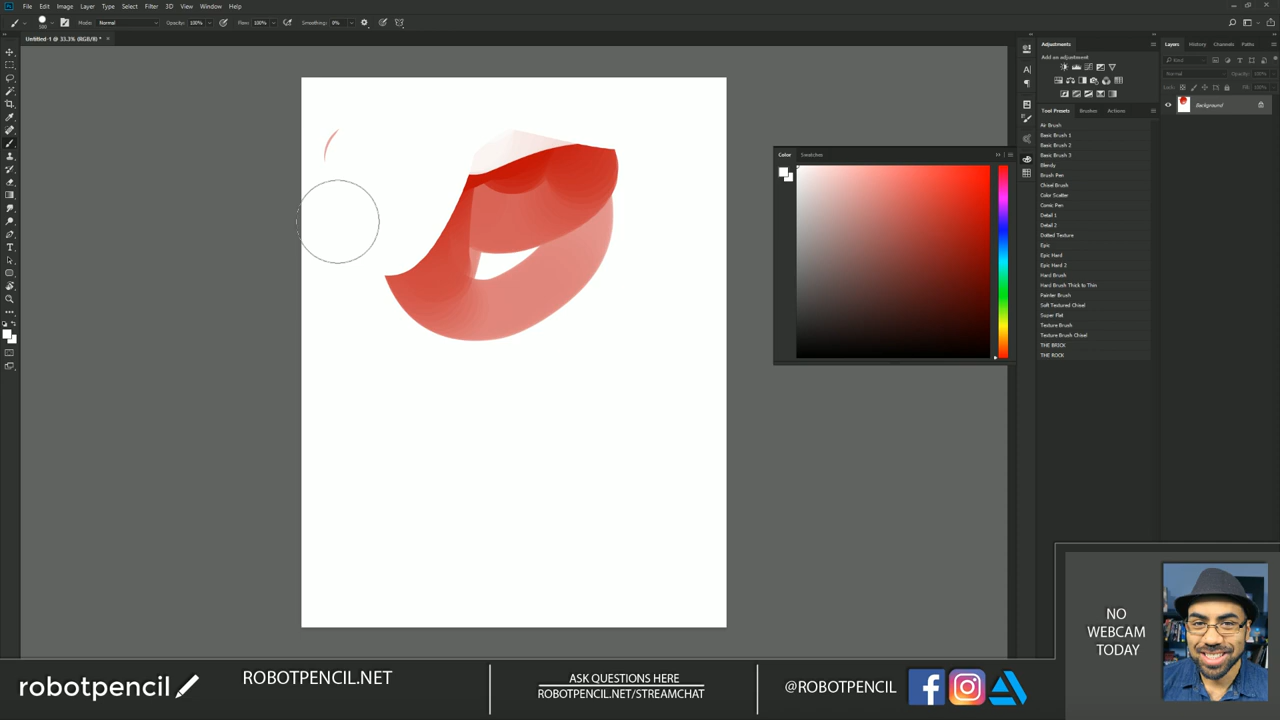 File Edit Image Layer Type Select Filter 3D View Window Help
Mode: Normal Opacity: 100% Flow: 100% Smoothing: 0%
500
Untitled-1 @ 33.3% (RGB/8) *
Color Swatches
Adjustments
Add an adjustment
Tool Presets Brushes Actions
Air Brush
Basic Brush 1
Basic Brush 2
Basic Brush 3
Blendy
Brush Pen
Chisel Brush
Color Scatter
Comic Pen
Detail 1
Detail 2
Dotted Texture
Epic
Epic Hard
Epic Hard 2
Hard Brush
Hard Brush Thick to Thin
Painter Brush
Soft Textured Chisel
Super Flat
Texture Brush
Texture Brush Chisel
THE BRICK
THE ROCK
Layers History Channels Paths
Kind
Normal Opacity: 100%
Lock: Fill: 100%
Background
NO
WEBCAM
TODAY
robotpencil
ROBOTPENCIL.NET
ASK QUESTIONS HERE
ROBOTPENCIL.NET/STREAMCHAT
@ROBOTPENCIL